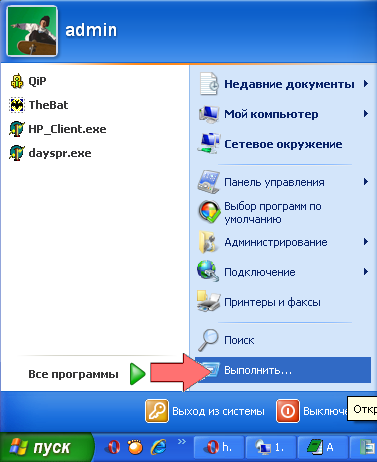 admin
QiP
TheBat
HP_Client.exe
dayspr.exe
Все программы
Недавние документы
Мой компьютер
Сетевое окружение
Панель управления
Выбор программ по
умолчанию
Администрирование
Подключение
Принтеры и факсы
Поиск
Выполнить...
Выход из системы
Выключе
Откр
пуск
h.
1.
A